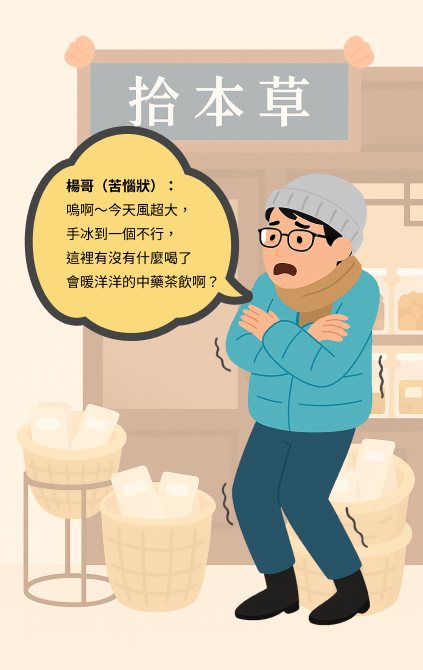 拾本草
楊哥（苦惱狀）：
嗚啊～今天風超大，
手冰到一個不行，
這裡有沒有什麼喝了
會暖洋洋的中藥茶飲啊？